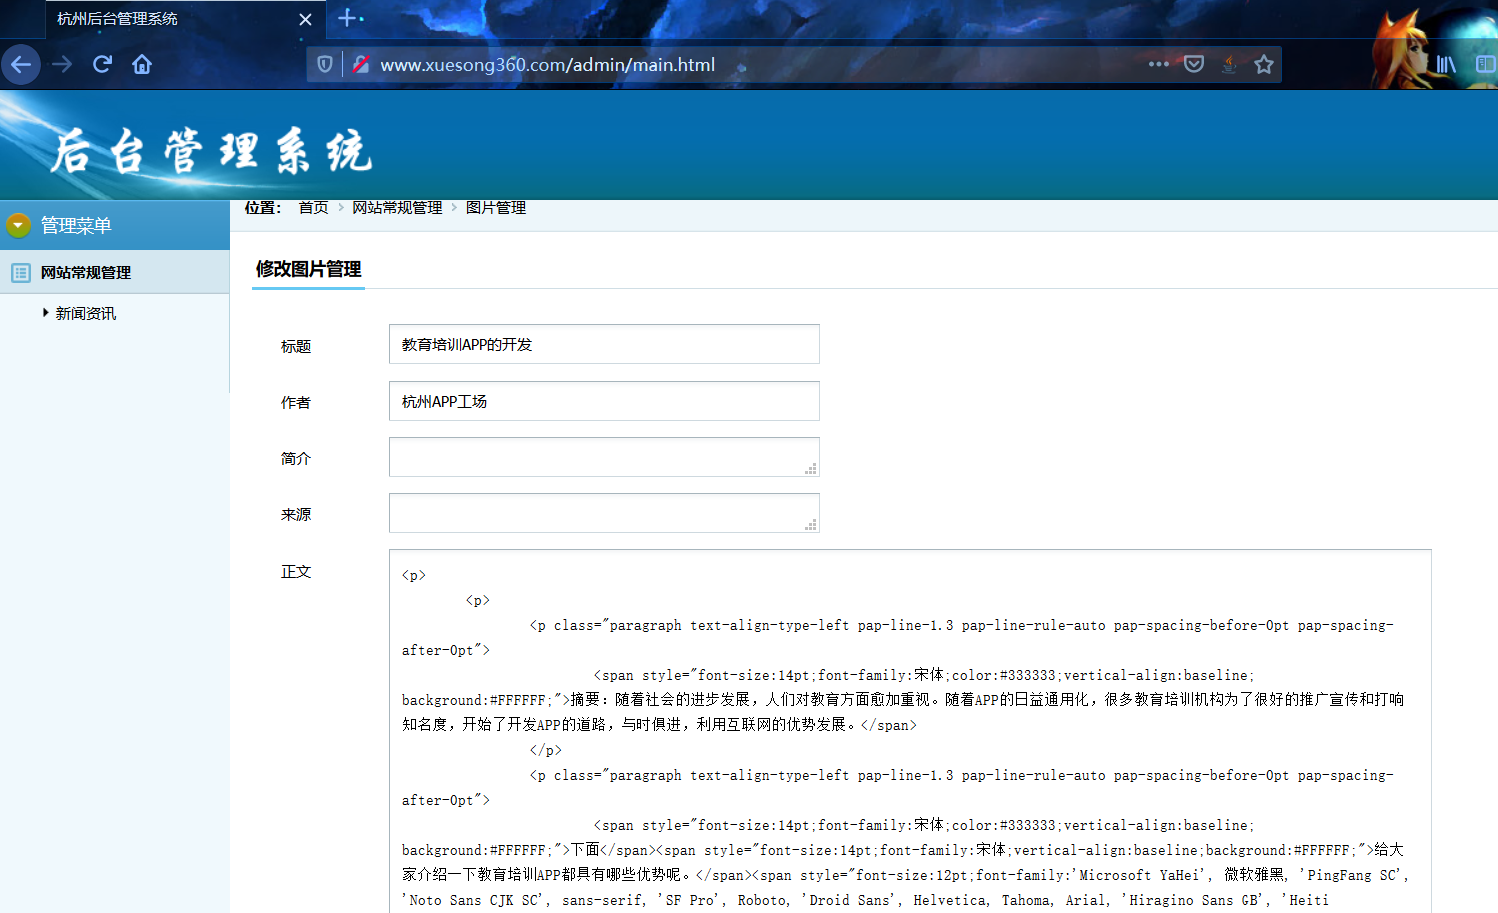 杭州后台管理系统
www.xuesong360.com/admin/main.html
后台管理系统
位置： 首页 > 网站常规管理 > 图片管理
管理菜单
网站常规管理
新闻资讯
修改图片管理
标题 教育培训APP的开发
作者 杭州APP工场
简介
来源
正文
<p>
<p>
<p class="paragraph text-align-type-left pap-line-1.3 pap-line-rule-auto pap-spacing-before-0pt pap-spacing-
after-0pt">
<span style="font-size:14pt;font-family:宋体;color:#333333;vertical-align:baseline;
background:#FFFFFF;">摘要：随着社会的进步发展，人们对教育方面愈加重视。随着APP的日益通用化，很多教育培训机构为了很好的推广宣传和打响
知名度，开始了开发APP的道路，与时俱进，利用互联网的优势发展。</span>
</p>
<p class="paragraph text-align-type-left pap-line-1.3 pap-line-rule-auto pap-spacing-before-0pt pap-spacing-
after-0pt">
<span style="font-size:14pt;font-family:宋体;color:#333333;vertical-align:baseline;
background:#FFFFFF;">下面</span><span style="font-size:14pt;font-family:宋体;vertical-align:baseline;background:#FFFFFF;">给大
家介绍一下教育培训APP都具有哪些优势呢。</span><span style="font-size:12pt;font-family:'Microsoft YaHei', 微软雅黑, 'PingFang SC',
'Noto Sans CJK SC', sans-serif, 'SF Pro', Roboto, 'Droid Sans', Helvetica, Tahoma, Arial, 'Hiragino Sans GB', 'Heiti